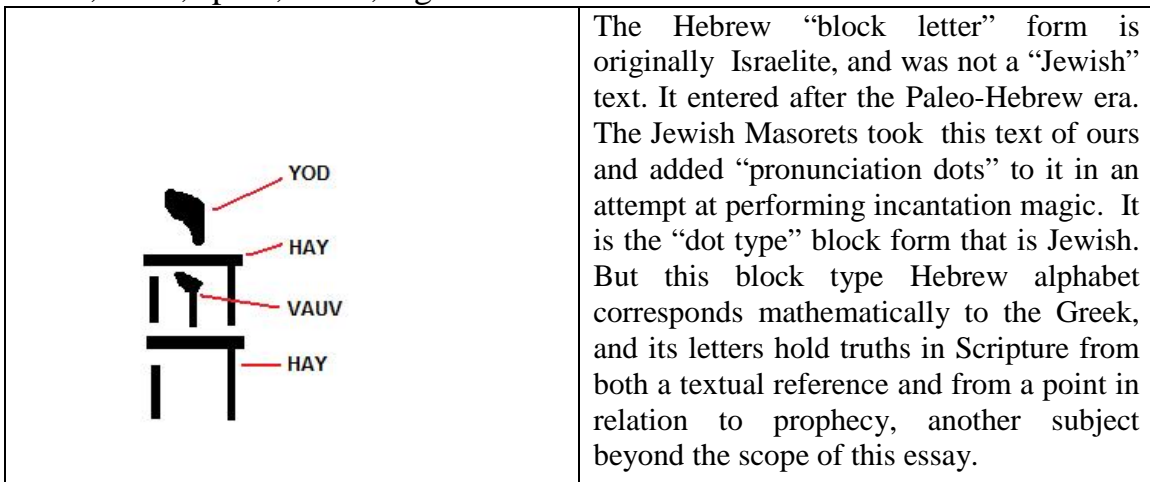 YOD
HAY
VAUV
HAY
The Hebrew “block letter” form is
originally Israelite, and was not a “Jewish”
text. It entered after the Paleo-Hebrew era.
The Jewish Masorets took this text of ours
and added “pronunciation dots” to it in an
attempt at performing incantation magic. It
is the “dot type” block form that is Jewish.
But this block type Hebrew alphabet
corresponds mathematically to the Greek,
and its letters hold truths in Scripture from
both a textual reference and from a point in
relation to prophecy, another subject
beyond the scope of this essay.